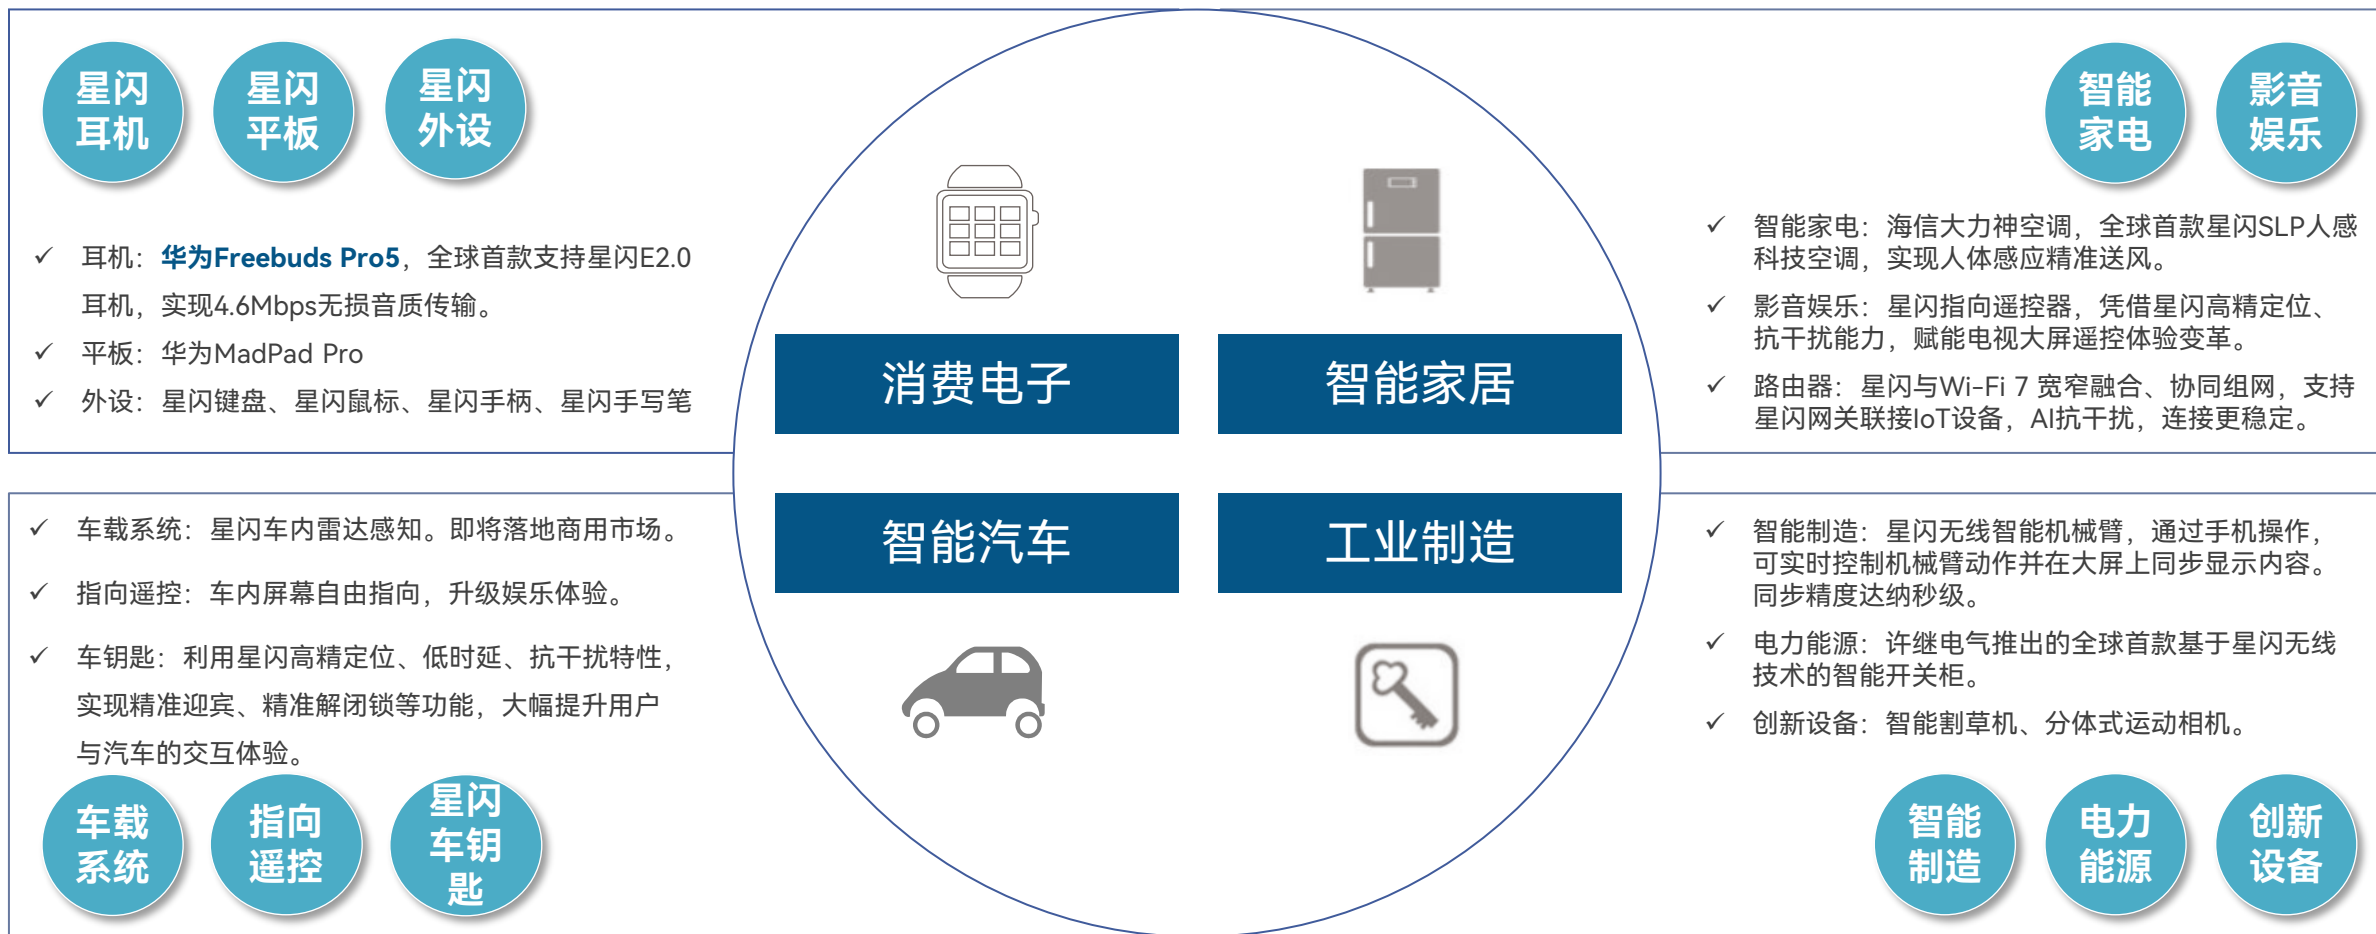 星闪
耳机
星闪
平板
星闪
外设
✓ 耳机：华为Freebuds Pro5，全球首款支持星闪E2.0
耳机，实现4.6Mbps无损音质传输。
✓ 平板：华为MadPad Pro
✓ 外设：星闪键盘、星闪鼠标、星闪手柄、星闪手写笔
消费电子
智能家居
智能
家电
影音
娱乐
✓ 智能家电：海信大力神空调，全球首款星闪SLP人感
科技空调，实现人体感应精准送风。
✓ 影音娱乐：星闪指向遥控器，凭借星闪高精定位、
抗干扰能力，赋能电视大屏遥控体验变革。
✓ 路由器：星闪与Wi-Fi 7 宽窄融合、协同组网，支持
星闪网关联接IoT设备，AI抗干扰，连接更稳定。
✓ 车载系统：星闪车内雷达感知。即将落地商用市场。
✓ 指向遥控：车内屏幕自由指向，升级娱乐体验。
✓ 车钥匙：利用星闪高精定位、低时延、抗干扰特性，
实现精准迎宾、精准解闭锁等功能，大幅提升用户
与汽车的交互体验。
车载
系统
指向
遥控
星闪
车钥
匙
智能汽车
工业制造
✓ 智能制造：星闪无线智能机械臂，通过手机操作，
可实时控制机械臂动作并在大屏上同步显示内容。
同步精度达纳秒级。
✓ 电力能源：许继电气推出的全球首款基于星闪无线
技术的智能开关柜。
✓ 创新设备：智能割草机、分体式运动相机。
智能
制造
电力
能源
创新
设备